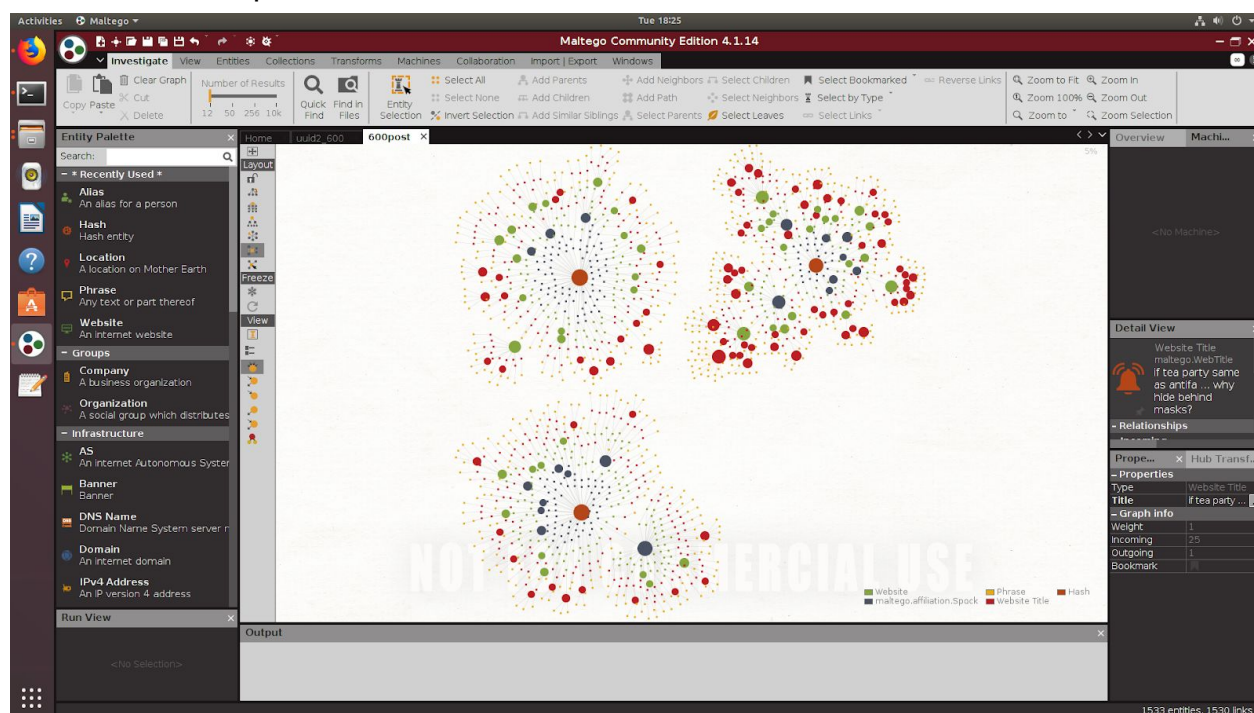 Activities Maltego Tue 18:25
Maltego Community Edition 4.1.14
Investigate View Entities Collections Transforms Machines Collaboration Import | Export Windows
Copy Paste Clear Graph Cut Delete
Number of Results
12 50 256 10k
Quick Find
Find in Files
Entity Selection
Select All
Select None
Invert Selection
Add Parents
Add Children
Add Similar Siblings
Add Neighbors
Add Path
Select Parents
Select Children
Select Neighbors
Select Leaves
Select Bookmarked
Select by Type
Select Links
Reverse Links
Zoom to Fit
Zoom 100%
Zoom to
Zoom In
Zoom Out
Zoom Selection
Entity Palette
Search:
* Recently Used *
Alias
An alias for a person
Hash
Hash entity
Location
A location on Mother Earth
Phrase
Any text or part thereof
Website
An internet website
Groups
Company
A business organization
Organization
A social group which distributes
Infrastructure
AS
An internet Autonomous System
Banner
Banner
DNS Name
Domain Name System server n
Domain
An internet domain
IPv4 Address
An IP version 4 address
Run View
<No Selection>
Home uuid2_600 600post
Layout
Freeze
View
5%
Website
maltego.affiliation.Spock
Phrase
Website Title
Hash
Output
Overview Machi...
<No Machine>
Detail View
Website Title
maltego.WebTitle
if tea party same
as antifa ... why
hide behind
masks?
Relationships
Prope... Hub Transf...
Properties
Type Website Title
Title if tea party ...
Graph info
Weight 1
Incoming 25
Outgoing 1
Bookmark
1533 entities, 1530 links